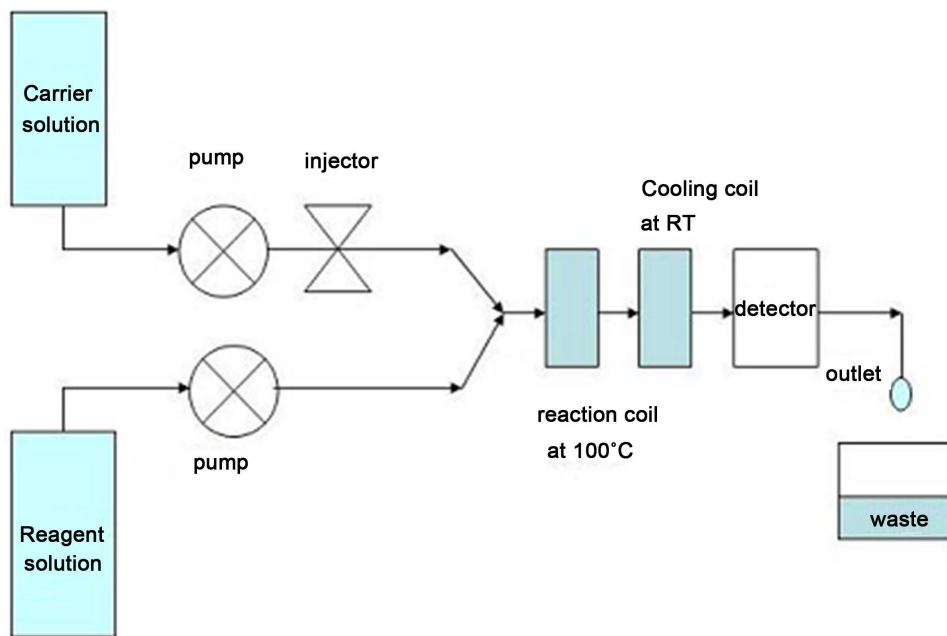 Carrier
solution
pump
injector
Cooling coil
at RT
detector
outlet
reaction coil
at 100°C
pump
Reagent
solution
waste